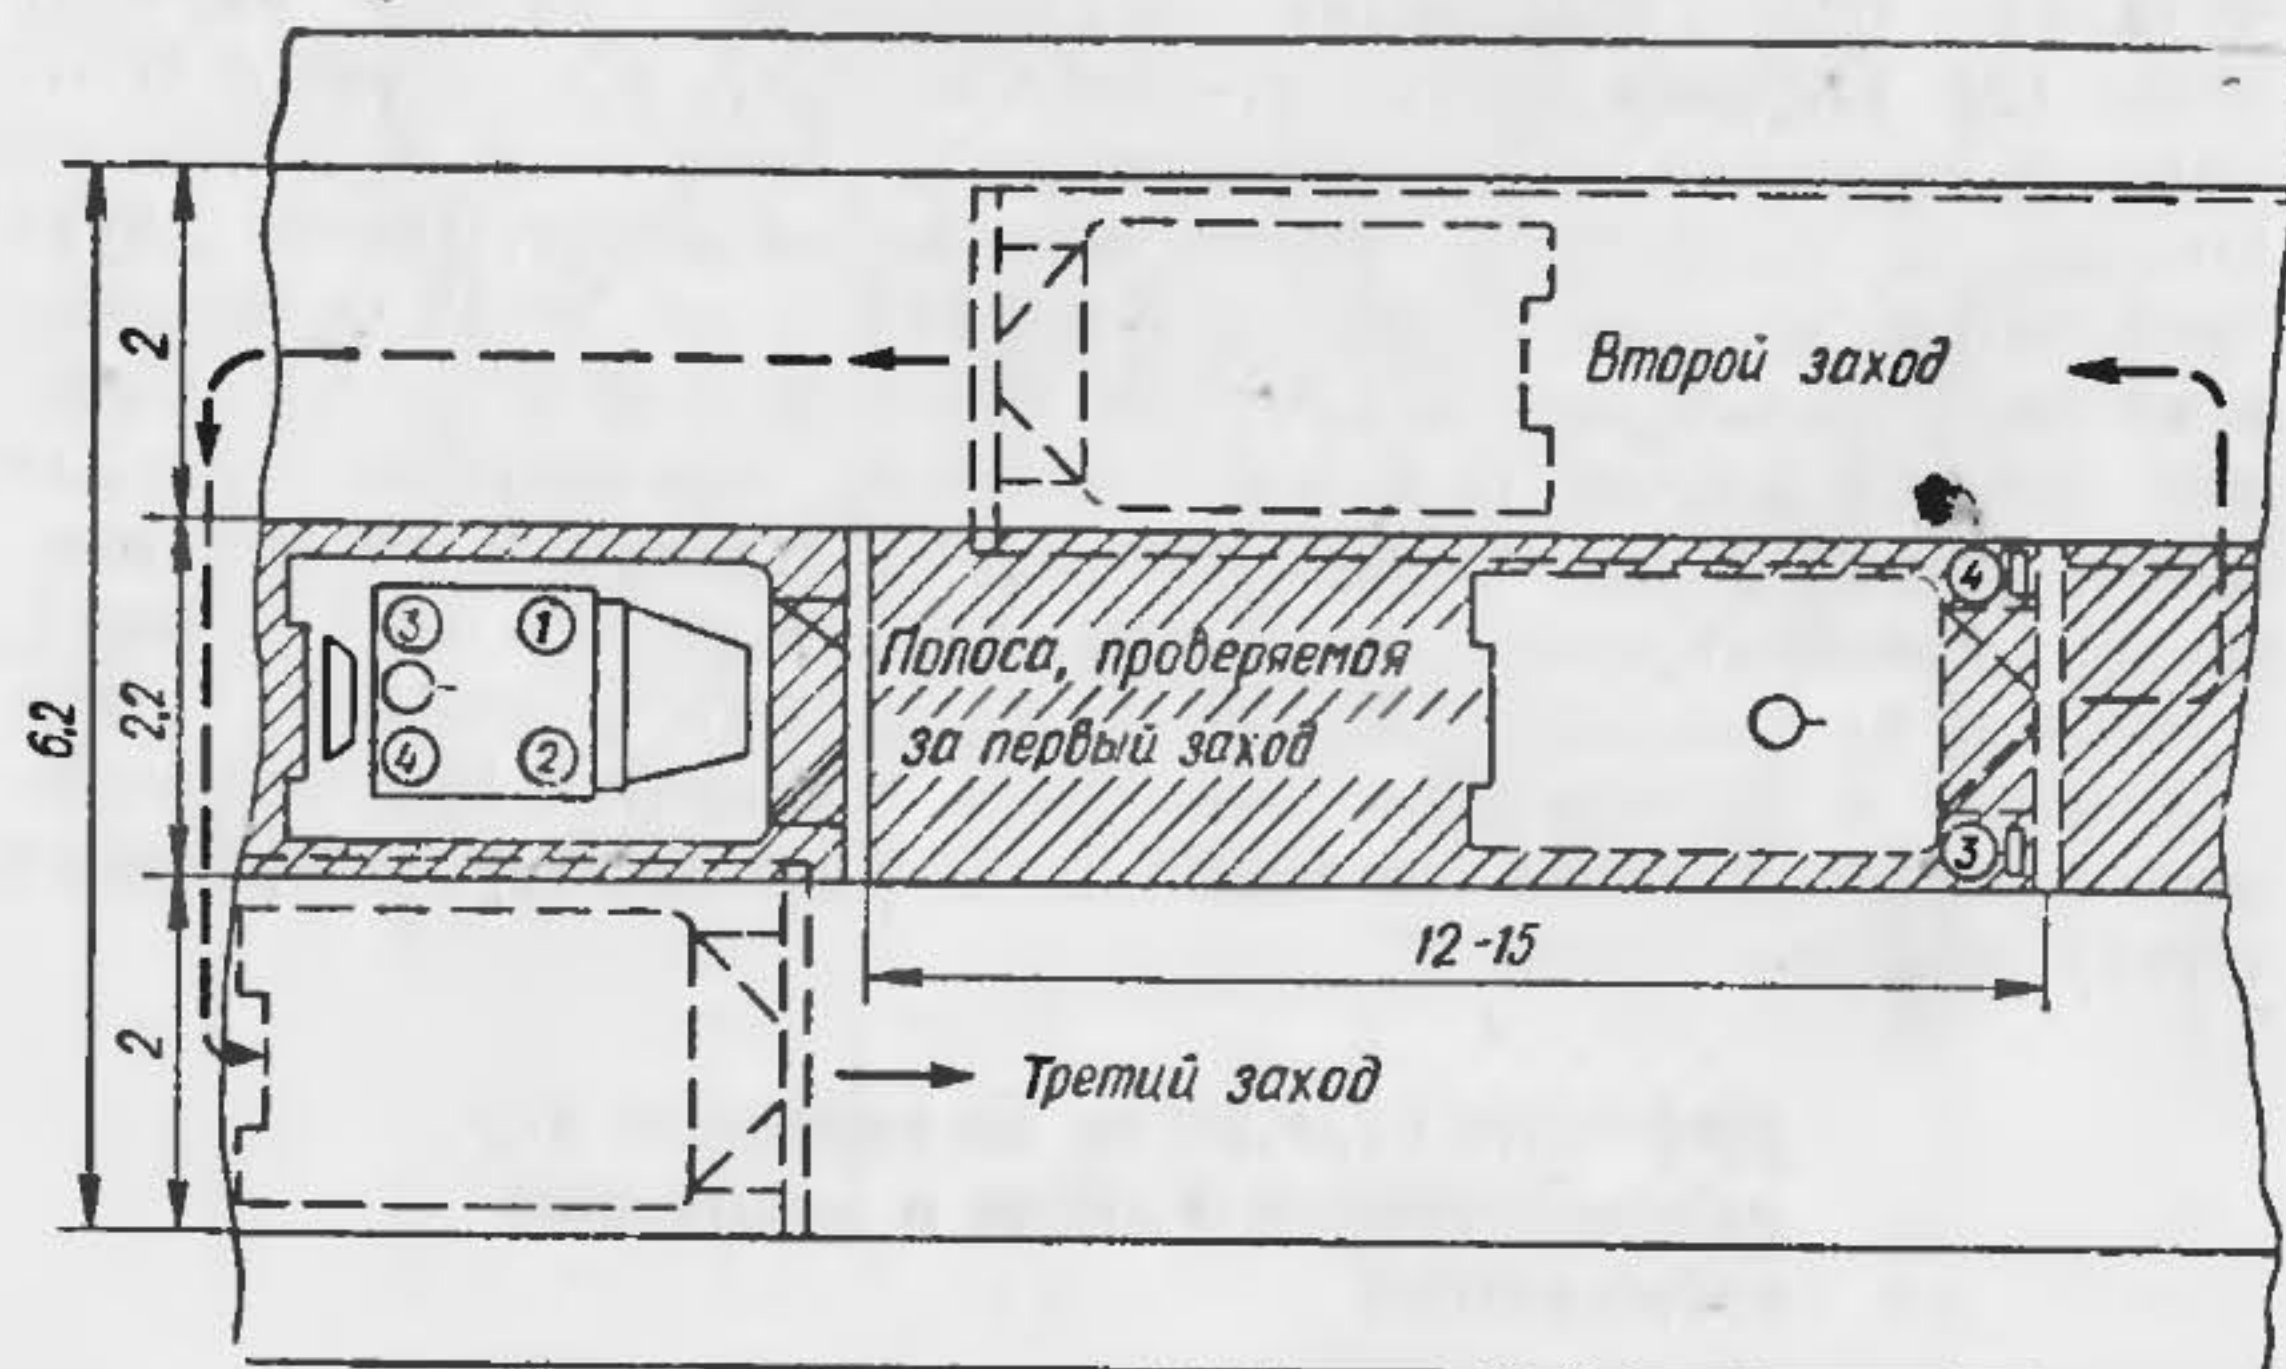 2
Второй заход
4
3 1
6,2
2,2
Полоса, проверяемая
за первый заход
4 2
3
12-15
2
Третий заход